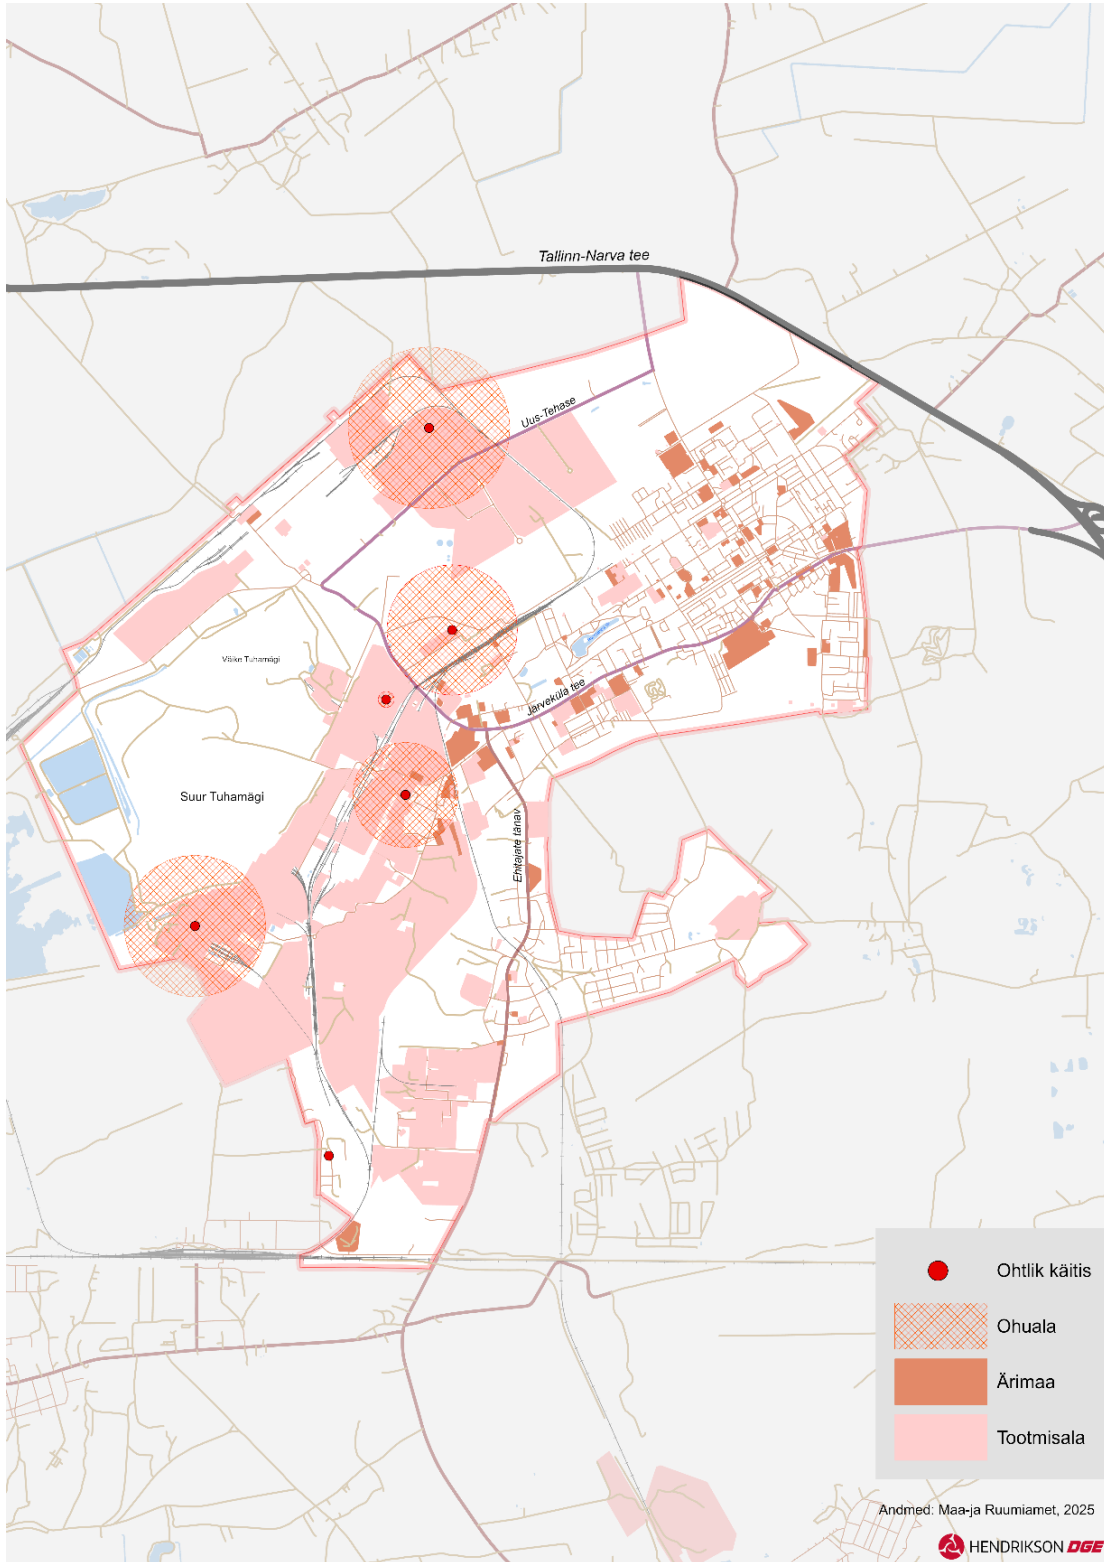 Tallinn-Narva tee
Uus-Tehase
Väike Tuhamägi
Järveküla tee
Suur Tuhamägi
Ehitajate tänav
Ohtlik käitis
Ohuala
Ärimaa
Tootmisala
Andmed: Maa-ja Ruumiamet, 2025
HENDRIKSON DGE